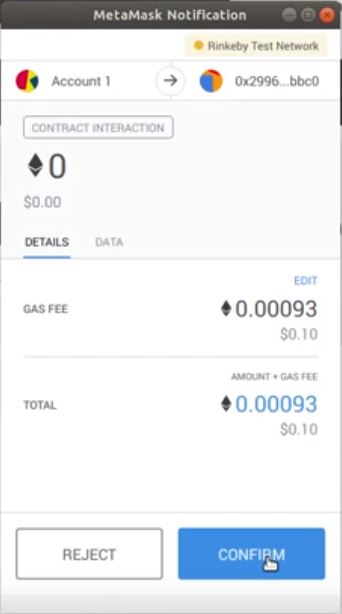 MetaMask Notification
Rinkeby Test Network
Account 1
0x2996...bbc0
CONTRACT INTERACTION
0
$0.00
DETAILS DATA
EDIT
GAS FEE
0.00093
$0.10
AMOUNT + GAS FEE
TOTAL
0.00093
$0.10
REJECT CONFIRM